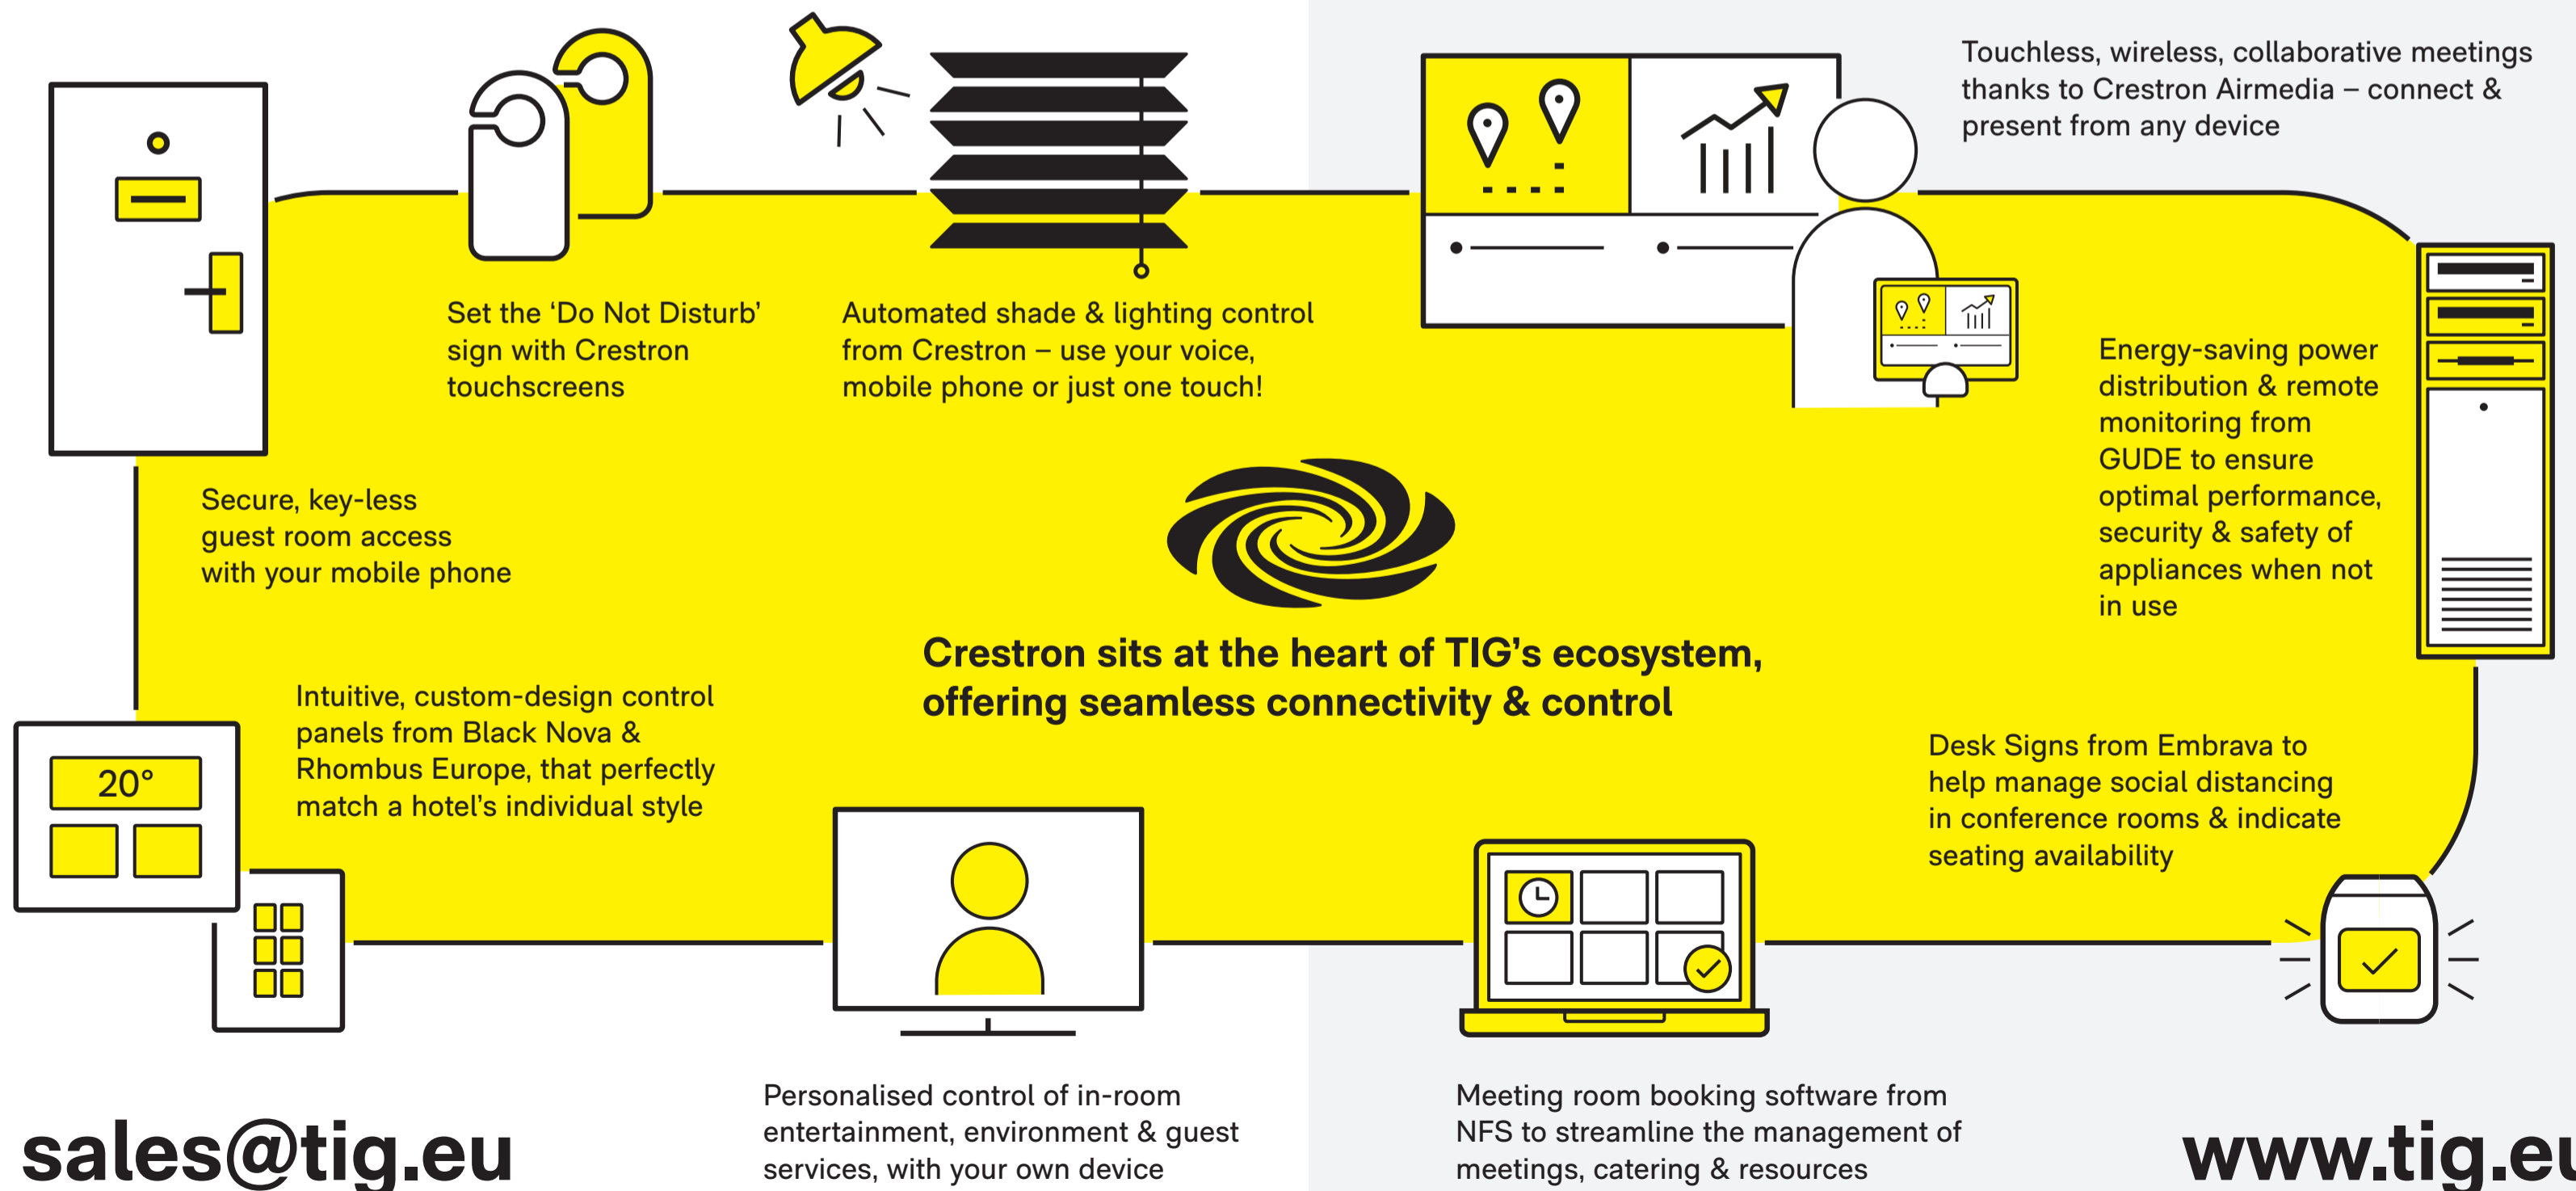 Touchless, wireless, collaborative meetings
thanks to Crestron Airmedia – connect &
present from any device
Set the ‘Do Not Disturb’
sign with Crestron
touchscreens
Automated shade & lighting control
from Crestron – use your voice,
mobile phone or just one touch!
Energy-saving power
distribution & remote
monitoring from
GUDE to ensure
optimal performance,
security & safety of
appliances when not
in use
Secure, key-less
guest room access
with your mobile phone
Crestron sits at the heart of TIG’s ecosystem,
offering seamless connectivity & control
Intuitive, custom-design control
panels from Black Nova &
Rhombus Europe, that perfectly
match a hotel’s individual style
20°
Desk Signs from Embrava to
help manage social distancing
in conference rooms & indicate
seating availability
Personalised control of in-room
entertainment, environment & guest
services, with your own device
Meeting room booking software from
NFS to streamline the management of
meetings, catering & resources
sales@tig.eu
www.tig.eu